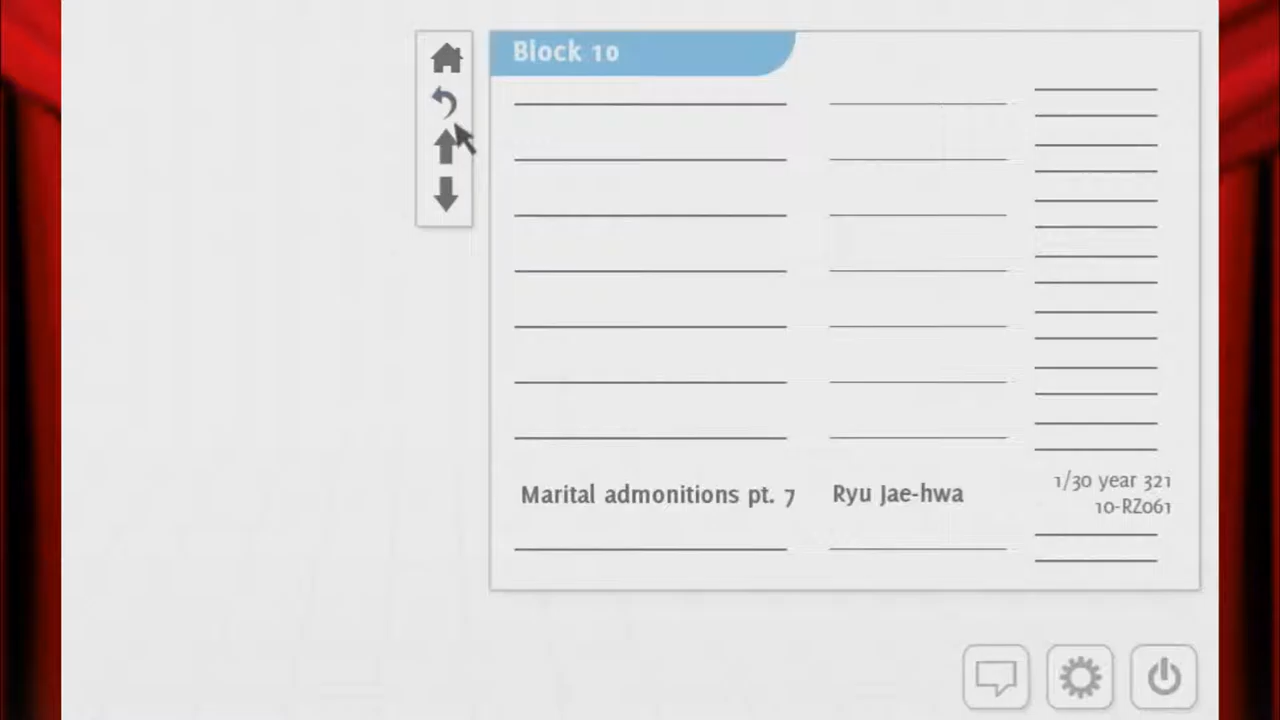 Block 10
Marital admonitions pt. 7
Ryu Jae-hwa
1/30 year 321
10-RZ061